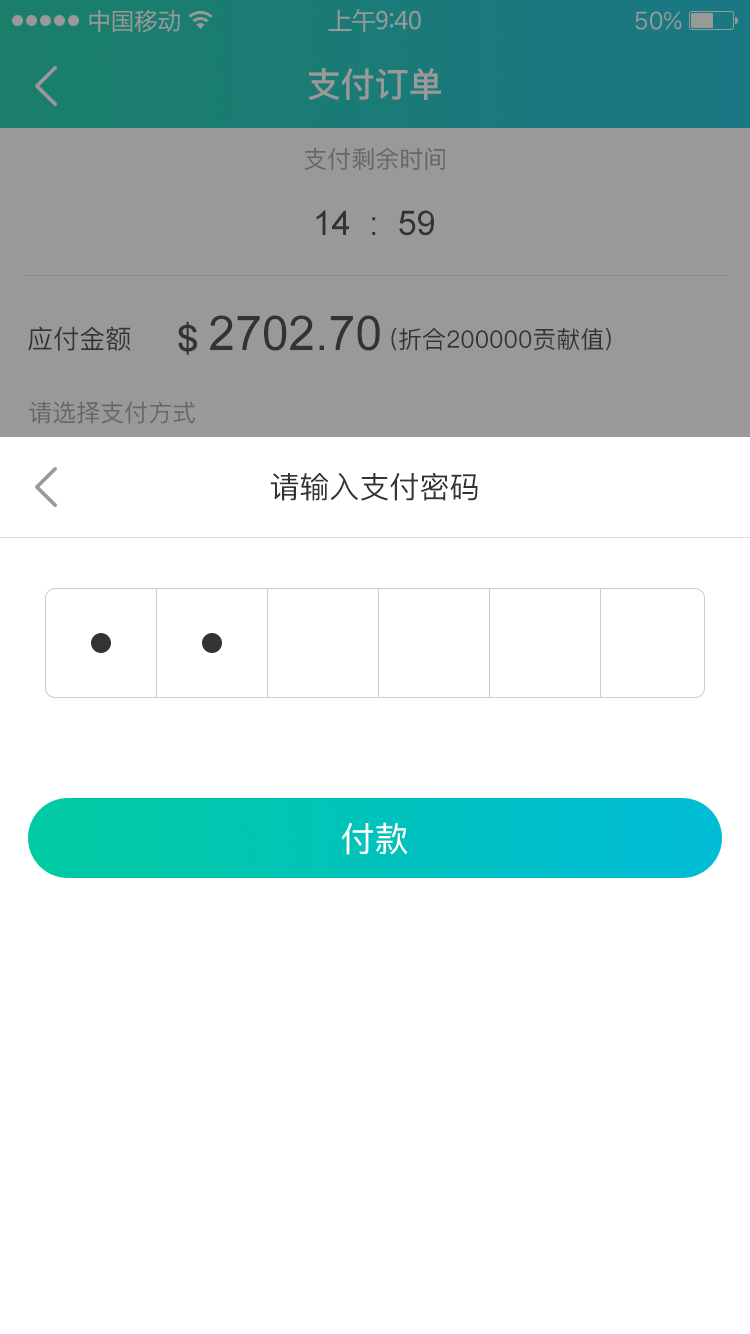 中国移动 上午9:40 50%
支付订单
支付剩余时间
14 : 59
应付金额 $ 2702.70 (折合200000贡献值)
请选择支付方式
请输入支付密码
付款